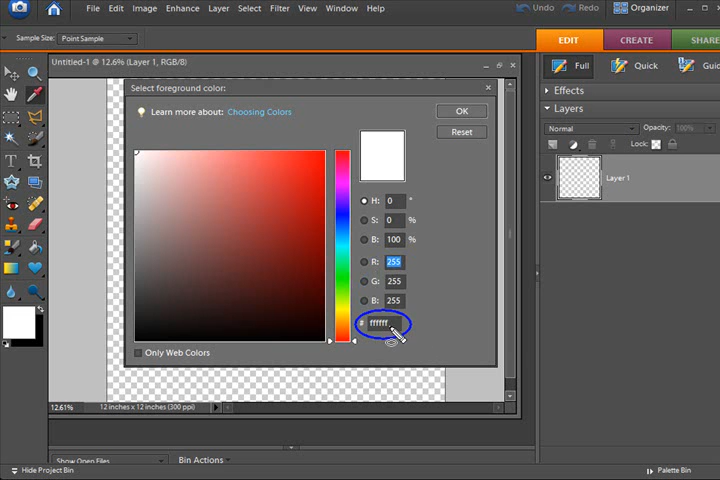 File Edit Image Enhance Layer Select Filter View Window Help Undo Redo Organizer
Sample Size: Point Sample EDIT CREATE SHARE
Untitled-1 @ 12.6% (Layer 1, RGB/8) Full Quick Guid
Select foreground color: Effects
Layers
Learn more about: Choosing Colors OK
Normal Opacity: 100%
Reset
Lock:
Layer 1
T
H: 0 °
S: 0 %
B: 100 %
R: 255
G: 255
B: 255
# ffffff
Only Web Colors
12.61% 12 inches x 12 inches (300 ppi)
Show Open Files Bin Actions
Hide Project Bin Palette Bin